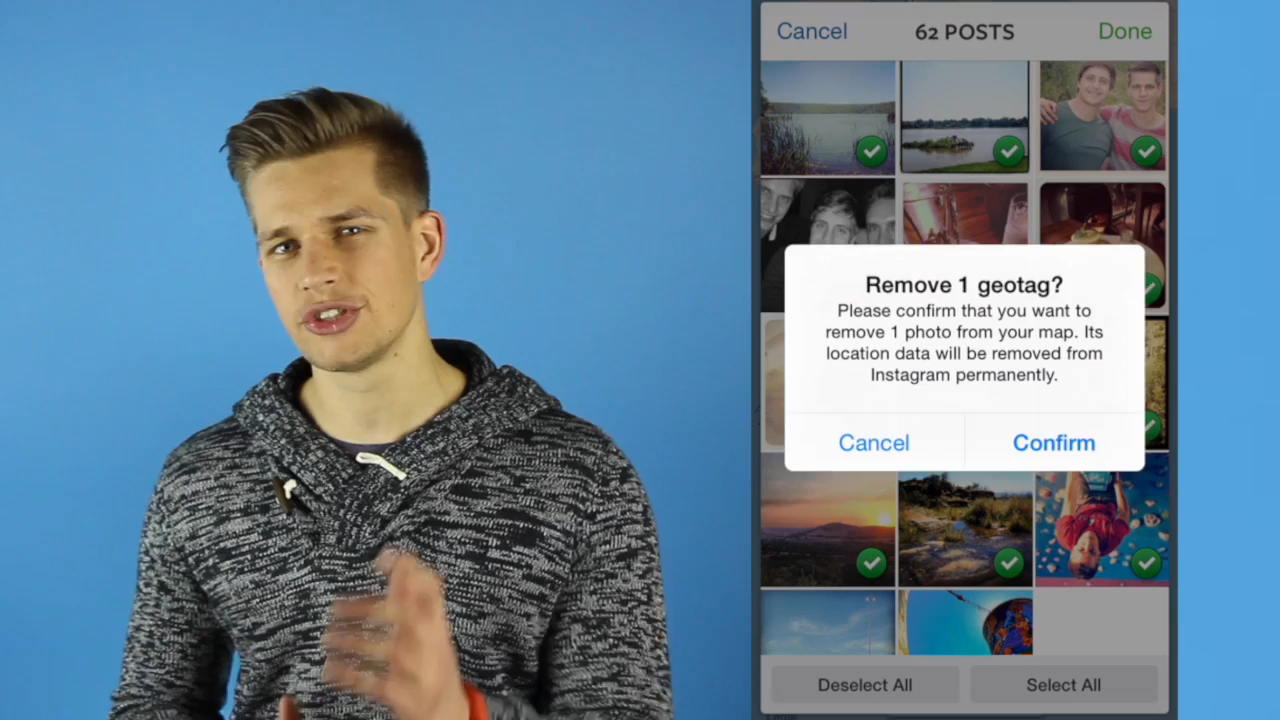 Cancel 62 POSTS Done
Remove 1 geotag?
Please confirm that you want to
remove 1 photo from your map. Its
location data will be removed from
Instagram permanently.
Cancel Confirm
Deselect All Select All